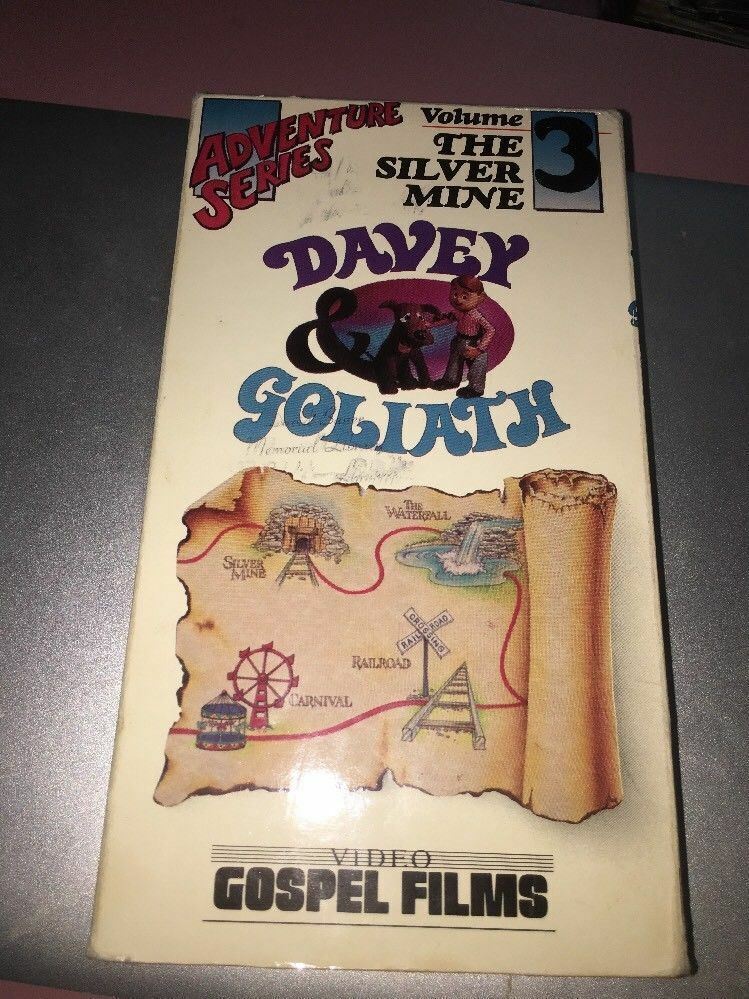 ADVENTURE
SERIES
Volume
3
THE
SILVER
MINE
DAVEY
&
GOLIATH
Memorial
THE
WATERFALL
SILVER
MINE
CROSSING
RAILROAD
RAILROAD
CARNIVAL
VIDEO
GOSPEL FILMS